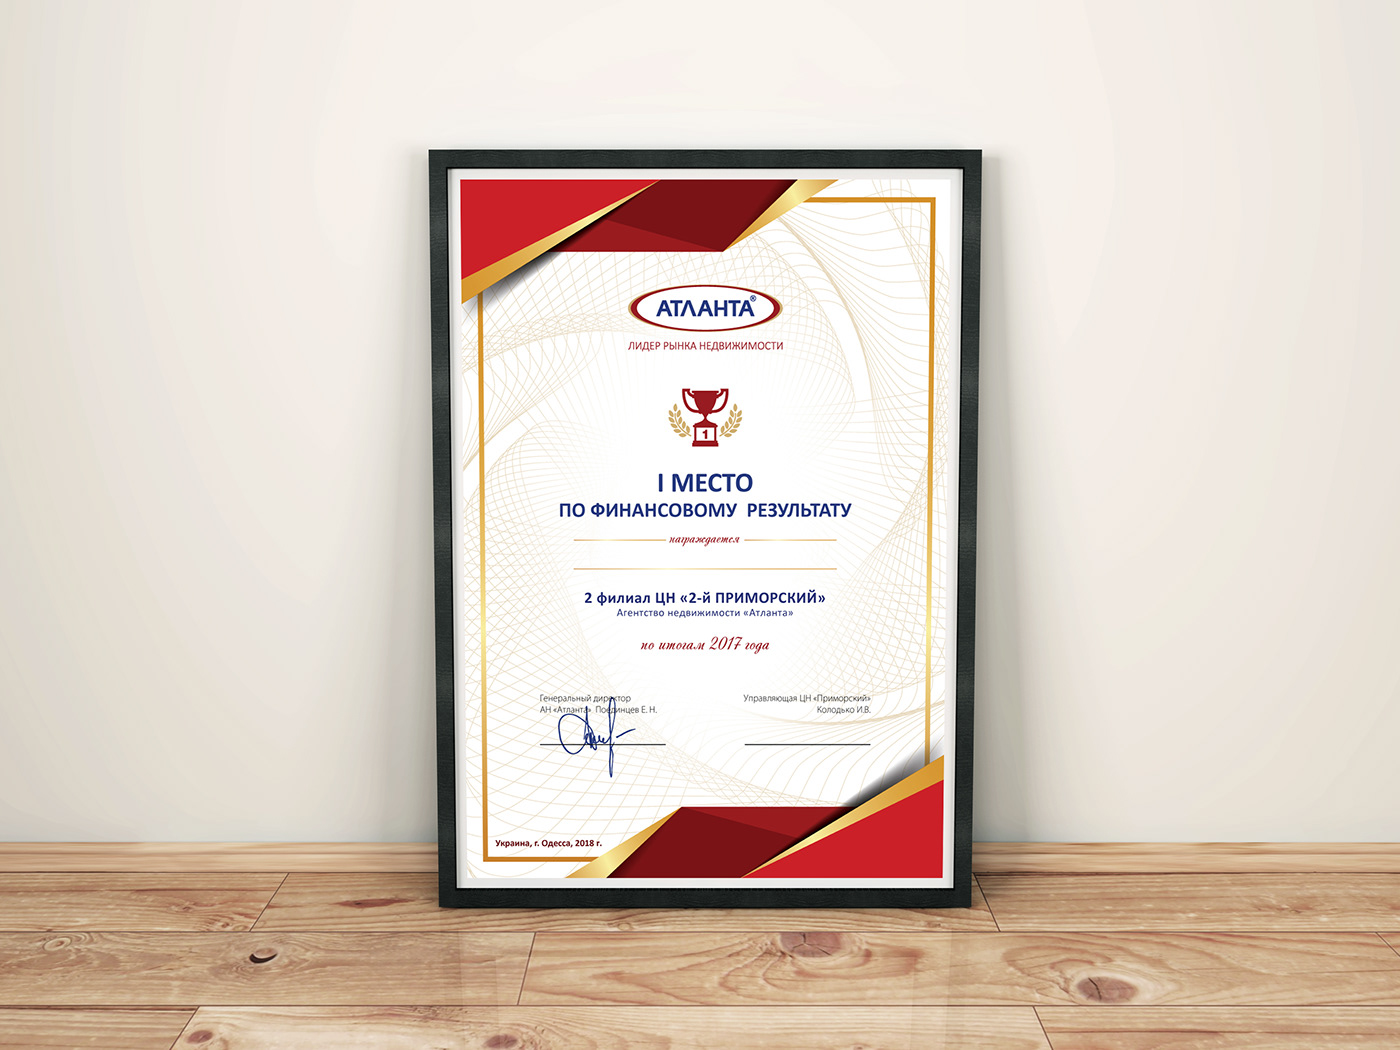 АТЛАНТА®
ЛИДЕР РЫНКА НЕДВИЖИМОСТИ
1
I МЕСТО
ПО ФИНАНСОВОМУ РЕЗУЛЬТАТУ
награждается
2 филиал ЦН «2-й ПРИМОРСКИЙ»
Агентство недвижимости «Атланта»
по итогам 2017 года
Генеральный директор
АН «Атланта» Поединцев Е. Н.
Управляющая ЦН «Приморский»
Колодько И.В.
Украина, г. Одесса, 2018 г.